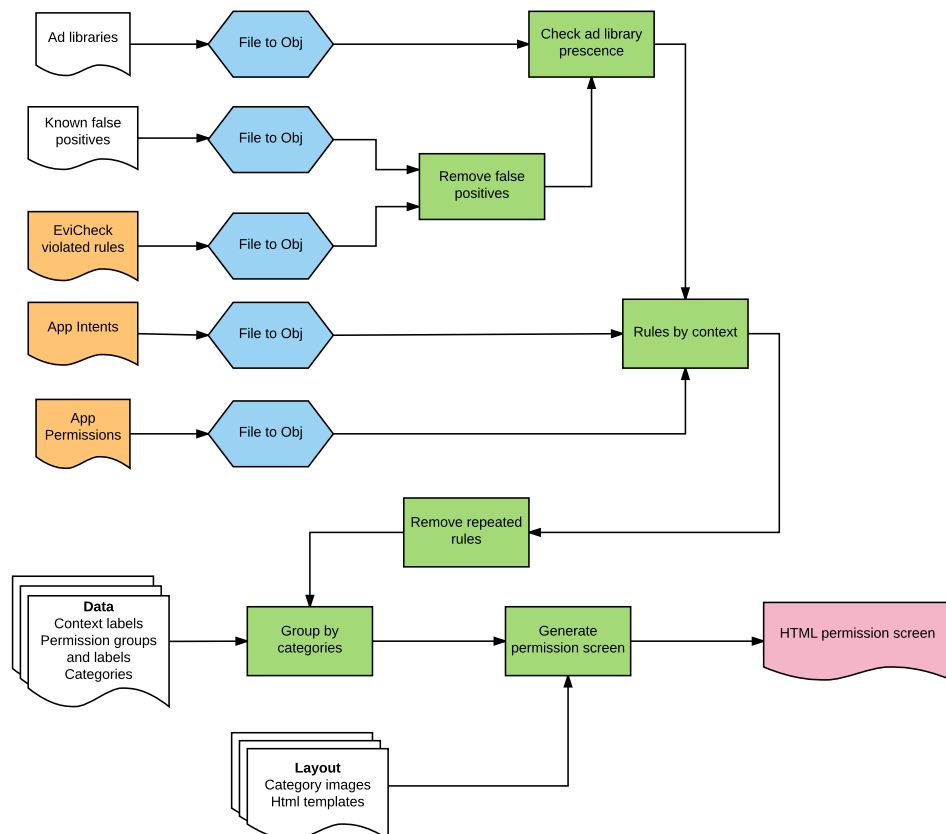 Ad libraries
File to Obj
Check ad library
prescence
Known false
positives
File to Obj
Remove false
positives
EviCheck
violated rules
File to Obj
App Intents
File to Obj
Rules by context
App
Permissions
File to Obj
Remove repeated
rules
Data
Context labels
Permission groups
and labels
Categories
Group by
categories
Generate
permission screen
HTML permission screen
Layout
Category images
Html templates